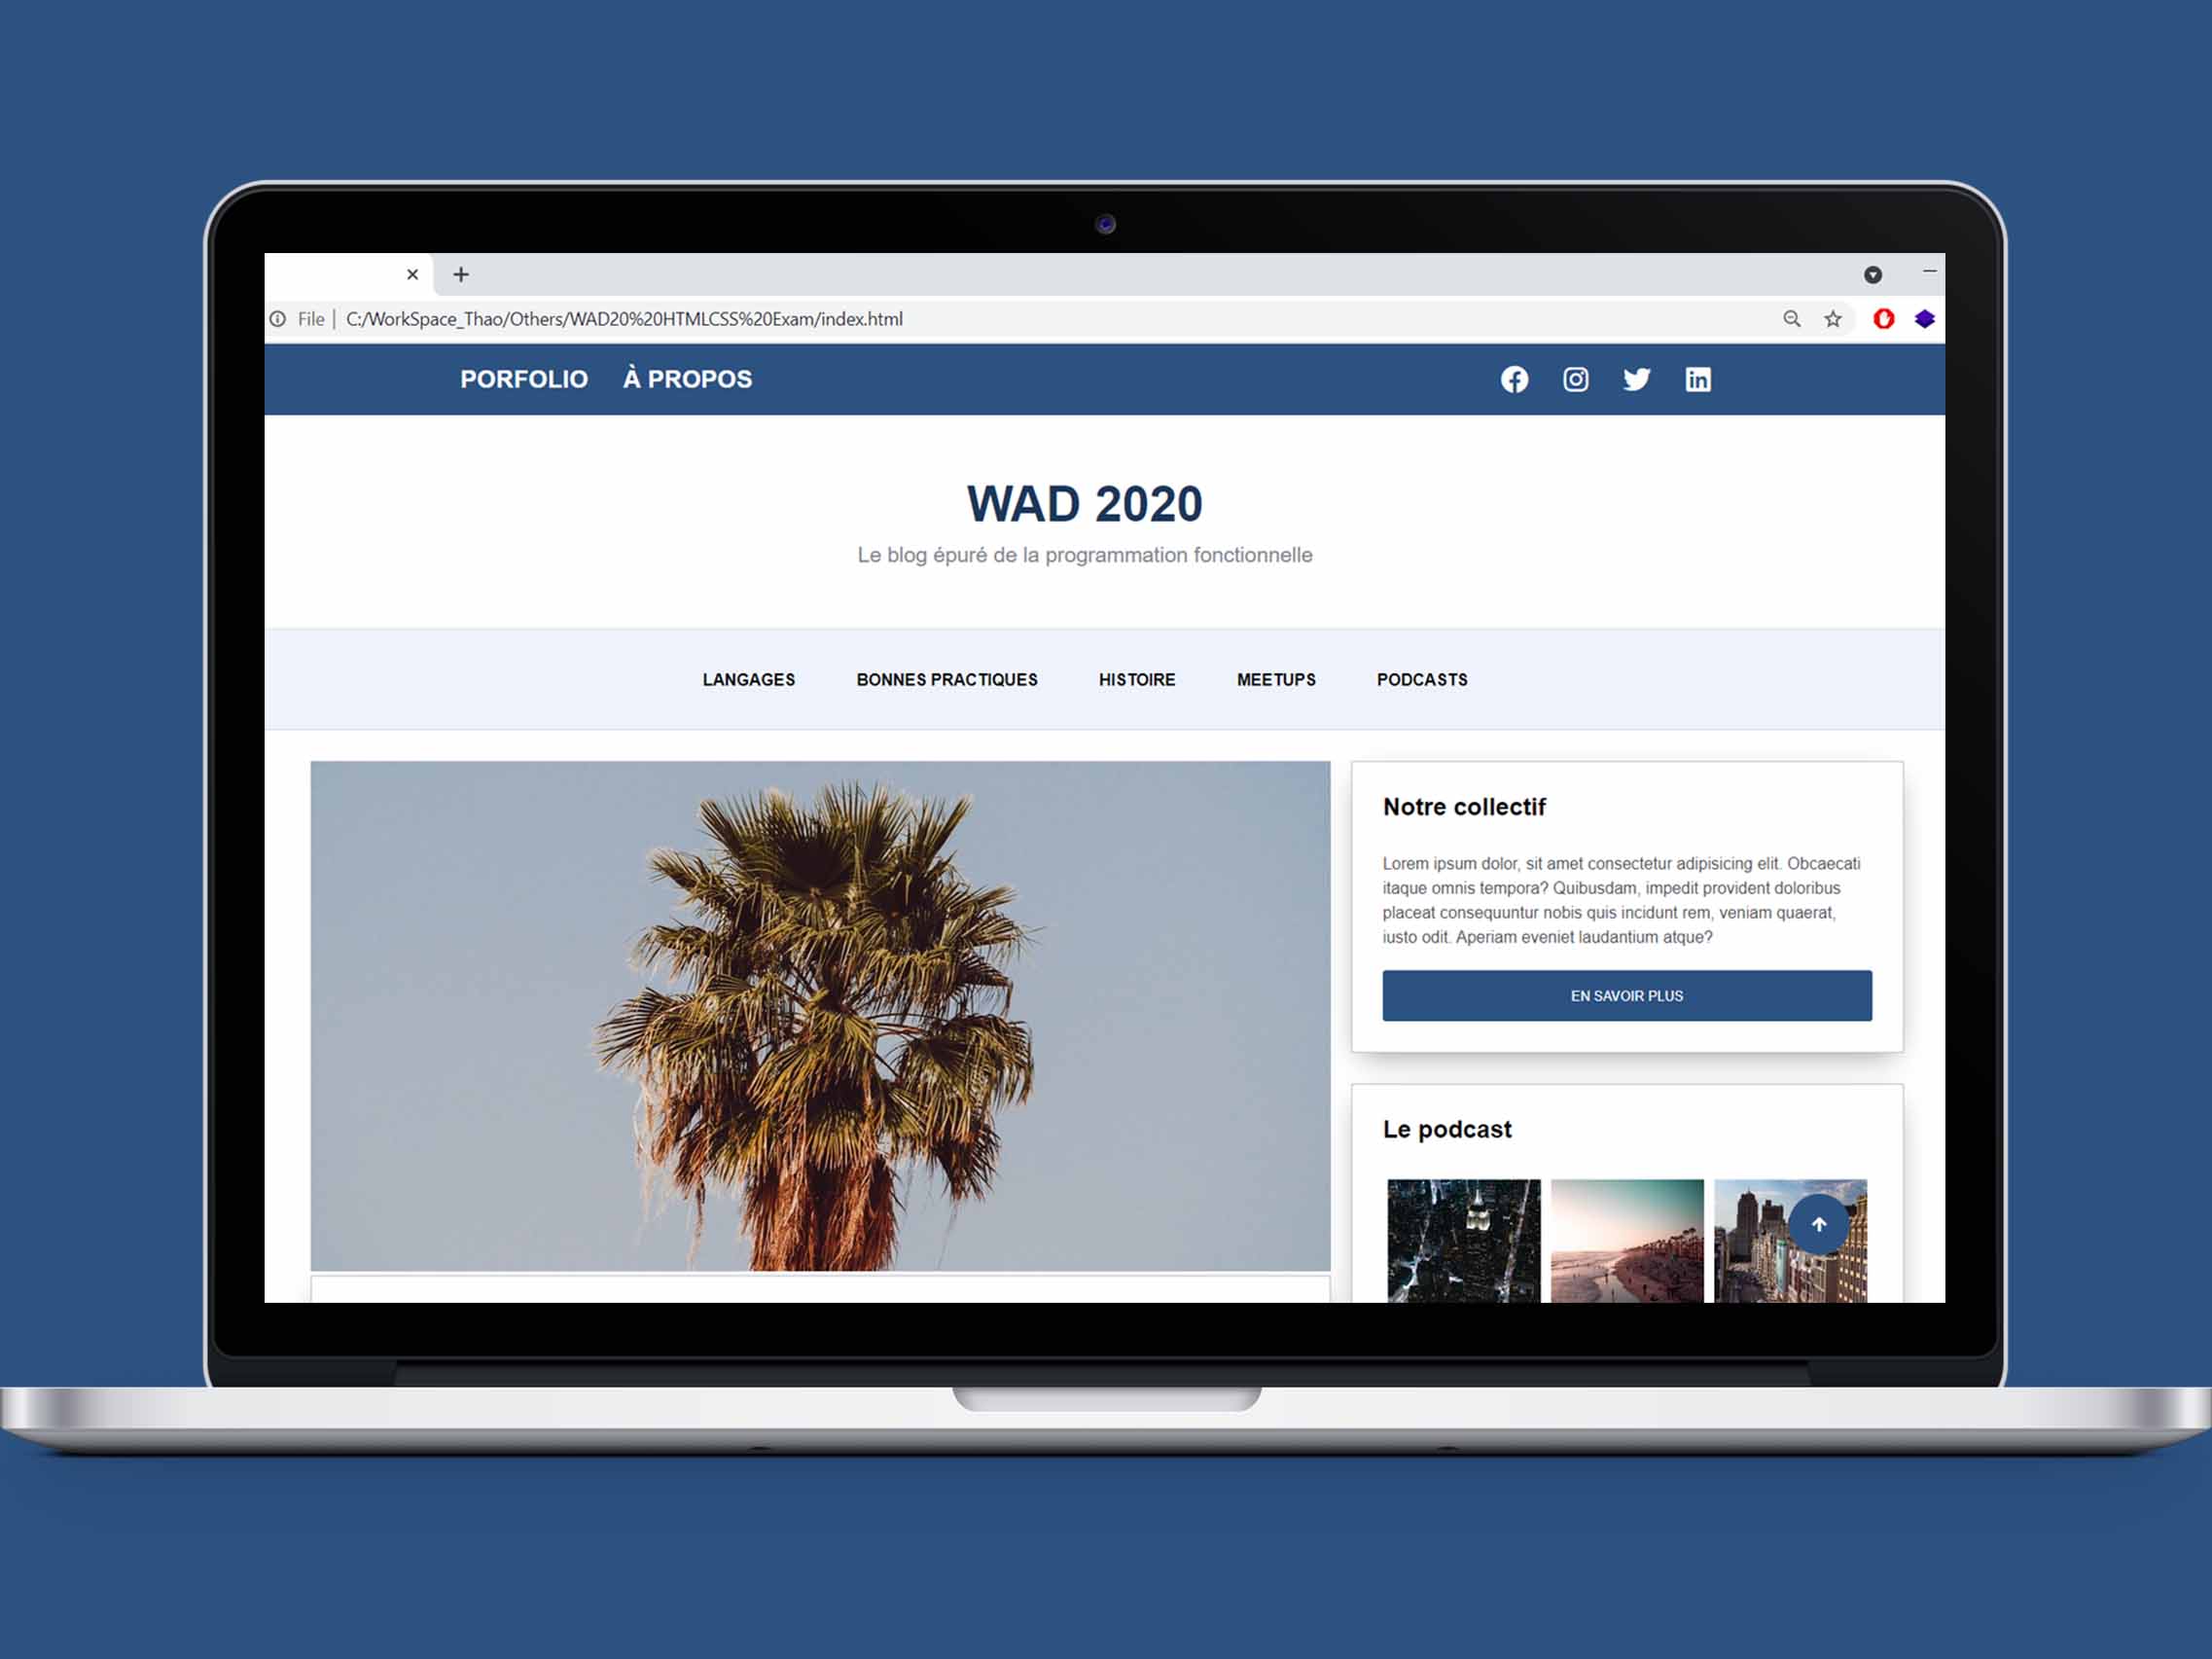 File | C:/WorkSpace_Thao/Others/WAD20%20HTMLCSS%20Exam/index.html
PORFOLIO À PROPOS
WAD 2020
Le blog épuré de la programmation fonctionnelle
LANGAGES BONNES PRACTIQUES HISTOIRE MEETUPS PODCASTS
Notre collectif
Lorem ipsum dolor, sit amet consectetur adipisicing elit. Obcaecati
itaque omnis tempora? Quibusdam, impedit provident doloribus
placeat consequuntur nobis quis incidunt rem, veniam quaerat,
iusto odit. Aperiam eveniet laudantium atque?
EN SAVOIR PLUS
Le podcast